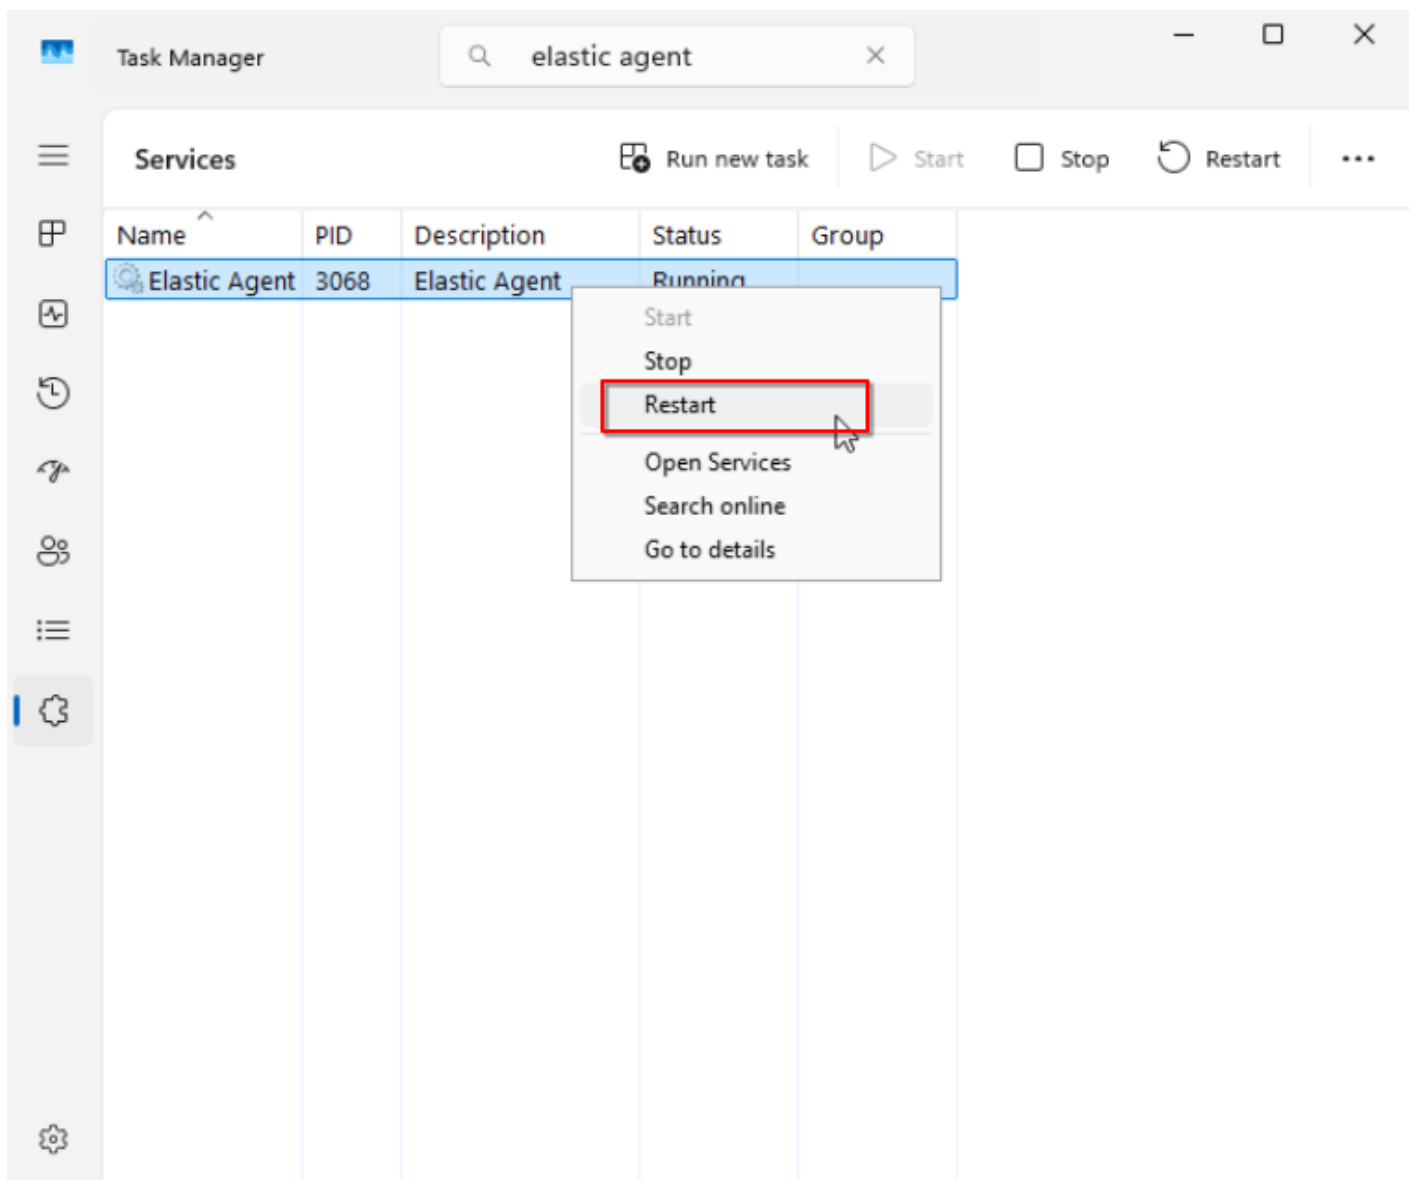 Task Manager
elastic agent
Services
Run new task
Start
Stop
Restart
Name PID Description Status Group
Elastic Agent 3068 Elastic Agent Running
Start
Stop
Restart
Open Services
Search online
Go to details